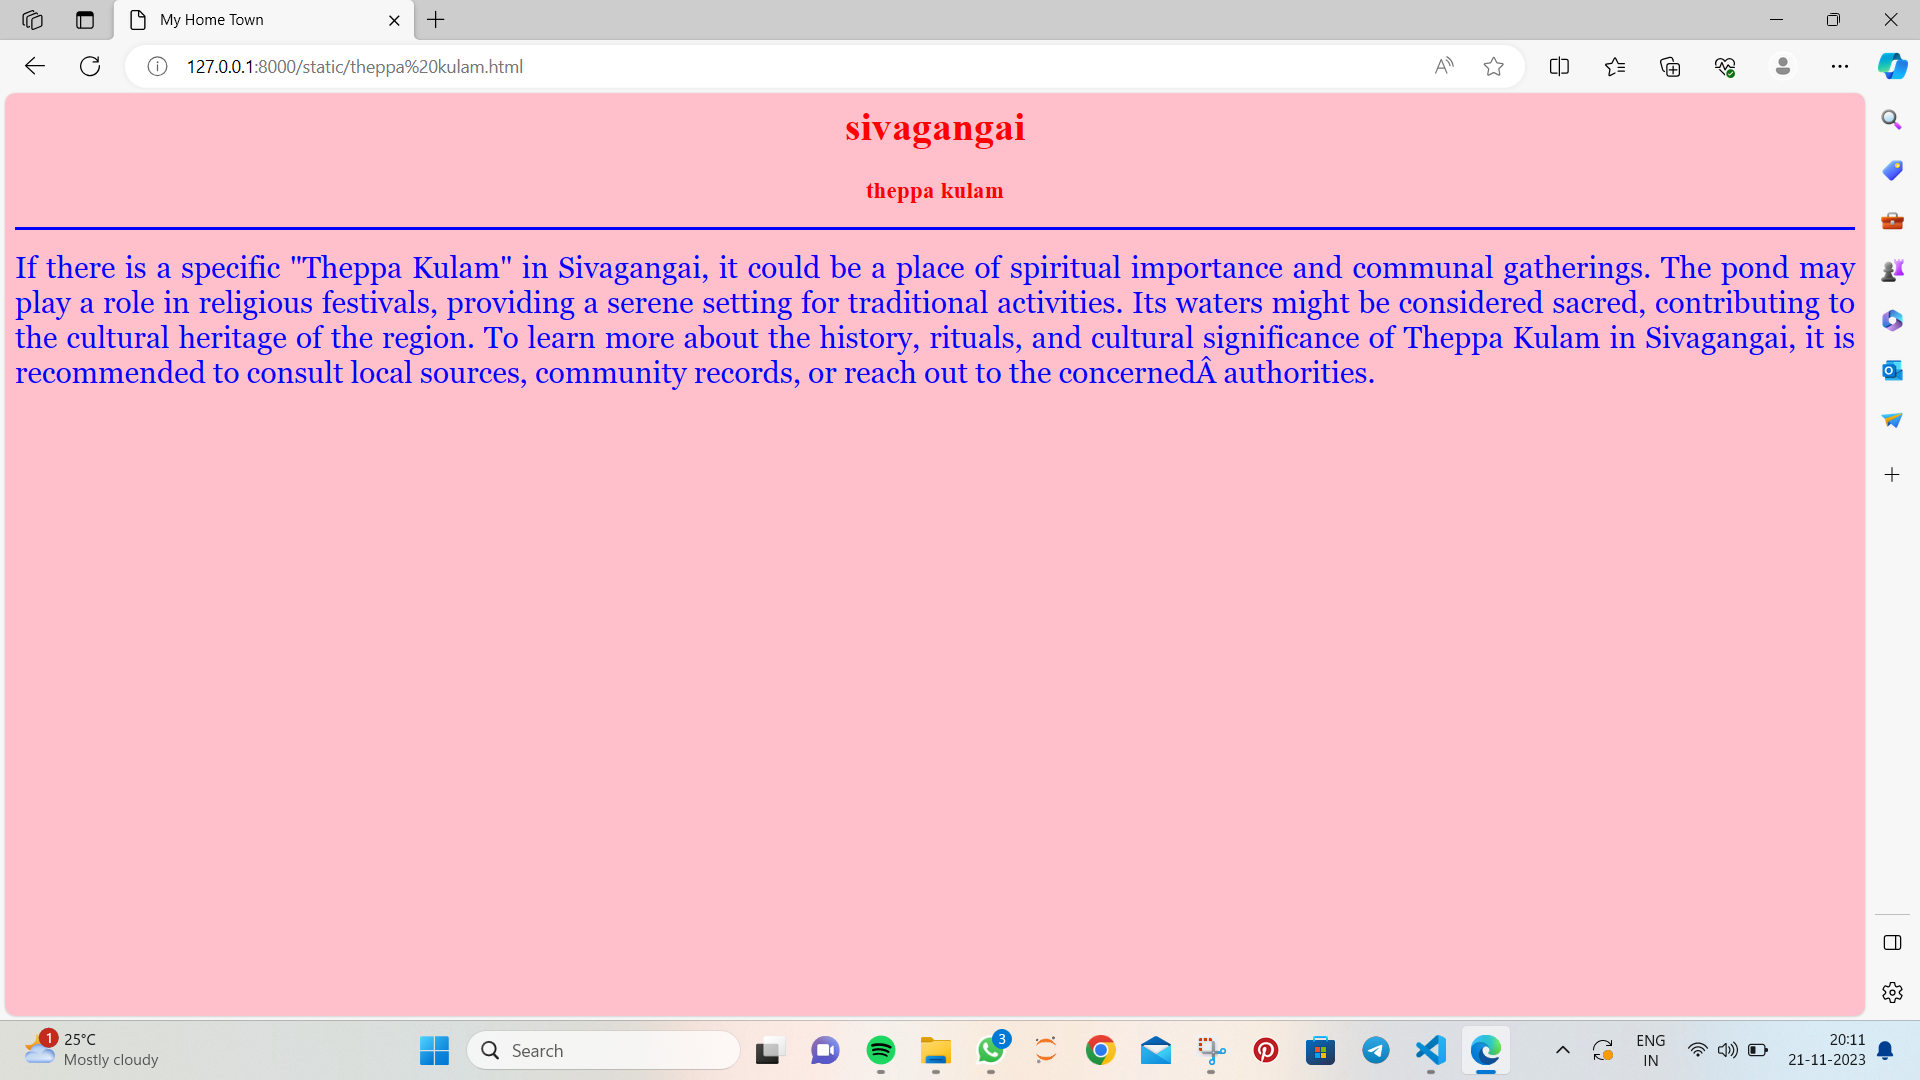 My Home Town
127.0.0.1:8000/static/theppa%20kulam.html
sivagangai
theppa kulam
If there is a specific "Theppa Kulam" in Sivagangai, it could be a place of spiritual importance and communal gatherings. The pond may
play a role in religious festivals, providing a serene setting for traditional activities. Its waters might be considered sacred, contributing to
the cultural heritage of the region. To learn more about the history, rituals, and cultural significance of Theppa Kulam in Sivagangai, it is
recommended to consult local sources, community records, or reach out to the concernedÂ authorities.
1
25°C
Mostly cloudy
Search
3
ENG
IN
20:11
21-11-2023